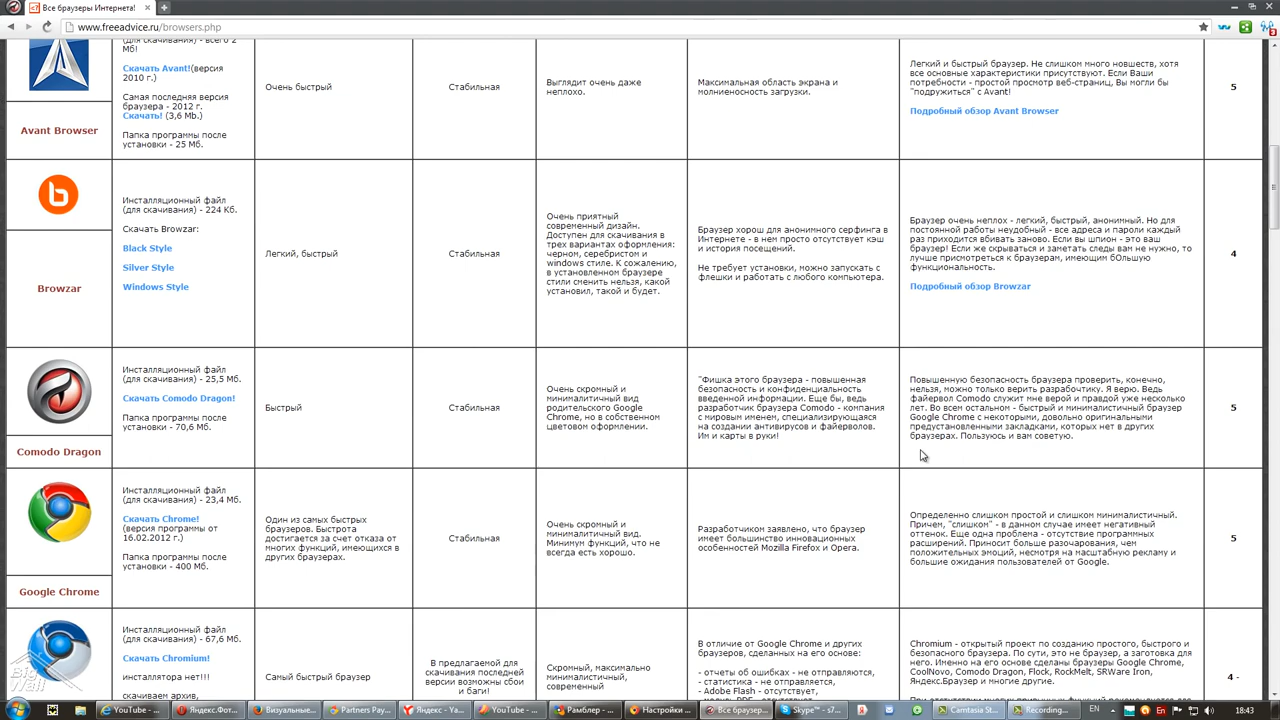 Все браузеры Интернета!
www.freeadvice.ru/browsers.php
(для скачивания) - всего 2
Мб!
Скачать Avant!(версия
2010 г.)
Самая последняя версия
браузера - 2012 г.
Скачать! (3,6 Mb.)
Папка программы после
установки - 25 Мб.
Avant Browser
Очень быстрый
Стабильная
Выглядит очень даже
неплохо.
Максимальная область экрана и
молниеносность загрузки.
Легкий и быстрый браузер. Не слишком много новшеств, хотя
все основные характеристики присутствуют. Если Ваши
потребности - простой просмотр веб-страниц, Вы могли бы
"подружиться" с Avant!
Подробный обзор Avant Browser
5
Browzar
Инсталляционный файл
(для скачивания) - 224 Кб.
Скачать Browzar:
Black Style
Silver Style
Windows Style
Легкий, быстрый
Стабильная
Очень приятный
современный дизайн.
Доступен для скачивания в
трех вариантах оформления:
черном, серебристом и
windows стиле. К сожалению,
в установленном браузере
стили сменить нельзя, какой
установил, такой и будет.
Браузер хорош для анонимного серфинга в
Интернете - в нем просто отсутствует кэш
и история посещений.
Не требует установки, можно запускать с
флешки и работать с любого компьютера.
Браузер очень неплох - легкий, быстрый, анонимный. Но для
постоянной работы неудобный - все адреса и пароли каждый
раз приходится вбивать заново. Если вы шпион - это ваш
браузер! Если же скрываться и заметать следы вам не нужно, то
лучше присмотреться к браузерам, имеющим бОльшую
функциональность.
Подробный обзор Browzar
4
Comodo Dragon
Инсталляционный файл
(для скачивания) - 25,5 Мб.
Скачать Comodo Dragon!
Папка программы после
установки - 70,6 Мб.
Быстрый
Стабильная
Очень скромный и
минималитичный вид
родительского Google
Chrome, но в собственном
цветовом оформлении.
"Фишка этого браузера - повышенная
безопасность и конфиденциальность
введенной информации. Еще бы, ведь
разработчик браузера Comodo - компания
с мировым именем, специализирующаяся
на создании антивирусов и файерволов.
Им и карты в руки!
Повышенную безопасность браузера проверить, конечно,
нельзя, можно только верить разрабочтику. Я верю. Ведь
файервол Comodo служит мне верой и правдой уже несколько
лет. Во всем остальном - быстрый и минималистичный браузер
Google Chrome с некоторыми, довольно оригинальными
предустановленными закладками, которых нет в других
браузерах. Пользуюсь и вам советую.
5
Google Chrome
Инсталляционный файл
(для скачивания) - 23,4 Мб.
Скачать Chrome!
(версия программы от
16.02.2012 г.)
Папка программы после
установки - 400 Мб.
Один из самых быстрых
браузеров. Быстрота
достигается за счет отказа от
многих функций, имеющихся в
других браузерах.
Стабильная
Очень скромный и
минималитичный вид.
Минимум функций, что не
всегда есть хорошо.
Разработчиком заявлено, что браузер
имеет большинство инновационных
особенностей Mozilla Firefox и Opera.
Определенно слишком простой и слишком минималистичный.
Причем, "слишком" - в данном случае имеет негативный
оттенок. Еще одна проблема - отсутствие программных
расширений. Приносит больше разочарования, чем
положительных эмоций, несмотря на масштабную рекламу и
большие ожидания пользователей от Google.
5
Инсталляционный файл
(для скачивания) - 67,6 Мб.
Скачать Chromium!
инсталлятора нет!!!
скачиваем архив,
Самый быстрый браузер
В предлагаемой для
скачивания последней
версии возможны сбои
и баги!
Скромный, максимально
минималистичный,
современный
В отличие от Google Chrome и других
браузеров, сделанных на его основе:
- отчеты об ошибках - не отправляются,
- статистика - не отправляется,
- Adobe Flash - отсутствует,
Chromium - открытый проект по созданию простого, быстрого и
безопасного браузера. По сути, это не браузер, а заготовка для
него. Именно на его основе сделаны браузеры Google Chrome,
CoolNovo, Comodo Dragon, Flock, RockMelt, SRWare Iron,
Яндекс.Браузер и многие другие.
4 -
Big
Wall
YouTube - ...
Яндекс.Фот...
Визуальные...
Partners Pay...
Яндекс - Ya...
YouTube - ...
Рамблер - ...
Настройки ...
Все браузер...
Skype™ - s7...
Camtasia St...
Recording...
EN
18:43